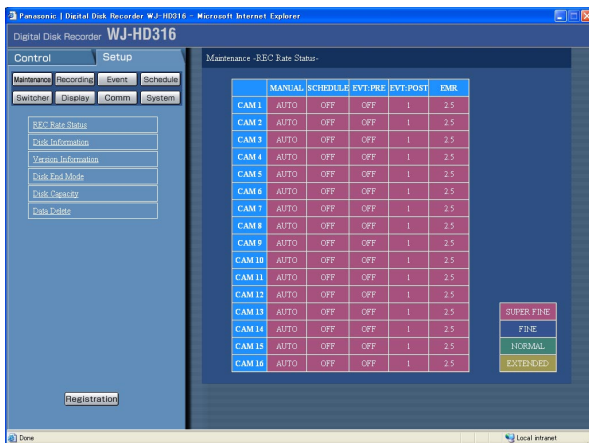 Panasonic | Digital Disk Recorder WJ-HD316 - Microsoft Internet Explorer
Digital Disk Recorder WJ-HD316
Control Setup
Maintenance Recording Event Schedule
Switcher Display Comm System
REC Rate Status
Disk Information
Version Information
Disk End Mode
Disk Capacity
Data Delete
Registration
Maintenance -REC Rate Status-
MANUAL SCHEDULE EVT:PRE EVT:POST EMR
CAM 1 AUTO OFF OFF 1 2.5
CAM 2 AUTO OFF OFF 1 2.5
CAM 3 AUTO OFF OFF 1 2.5
CAM 4 AUTO OFF OFF 1 2.5
CAM 5 AUTO OFF OFF 1 2.5
CAM 6 AUTO OFF OFF 1 2.5
CAM 7 AUTO OFF OFF 1 2.5
CAM 8 AUTO OFF OFF 1 2.5
CAM 9 AUTO OFF OFF 1 2.5
CAM 10 AUTO OFF OFF 1 2.5
CAM 11 AUTO OFF OFF 1 2.5
CAM 12 AUTO OFF OFF 1 2.5
CAM 13 AUTO OFF OFF 1 2.5
CAM 14 AUTO OFF OFF 1 2.5
CAM 15 AUTO OFF OFF 1 2.5
CAM 16 AUTO OFF OFF 1 2.5
SUPER FINE
FINE
NORMAL
EXTENDED
Done
Local intranet